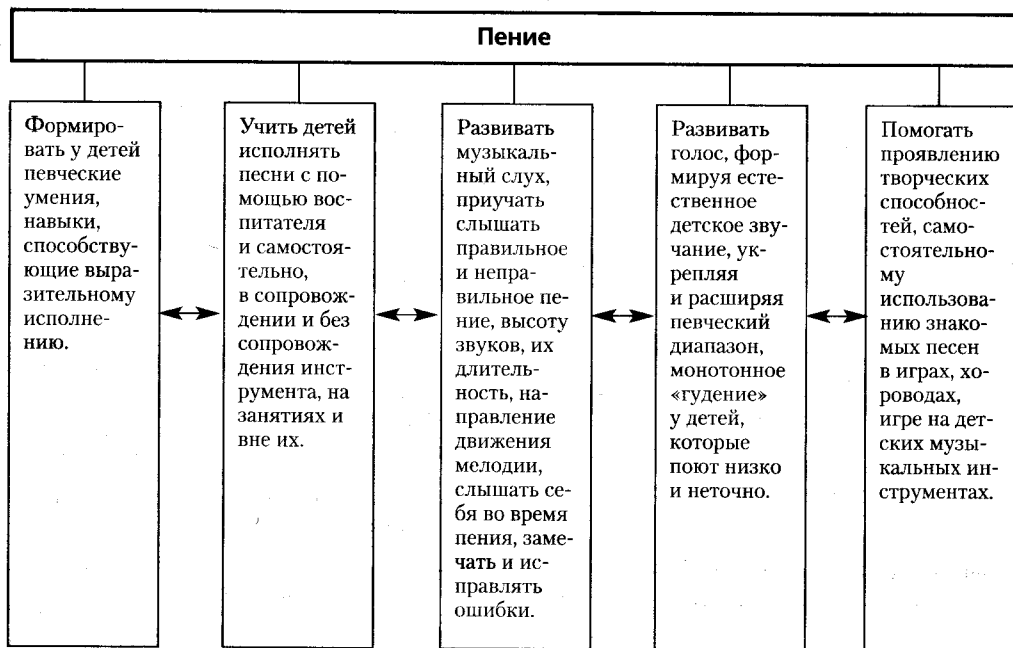 Пение
Формиро-
вать у детей
певческие
умения,
навыки,
способству-
ющие выра-
зительному
исполне-
нию.
Учить детей
исполнять
песни с по-
мощью вос-
питателя
и самостоя-
тельно,
в сопровож-
дении и без
сопровож-
дения инст-
румента, на
занятиях и
вне их.
Развивать
музыкаль-
ный слух,
приучать
слышать
правильное
и непра-
вильное пе-
ние, высоту
звуков, их
длитель-
ность, на-
правление
движения
мелодии,
слышать се-
бя во время
пения, заме-
чать и ис-
правлять
ошибки.
Развивать
голос, фор-
мируя есте-
ственное
детское зву-
чание, ук-
репляя
и расширяя
певческий
диапазон,
монотонное
«гудение»
у детей,
которые
поют низко
и неточно.
Помогать
проявлению
творческих
способнос-
тей, само-
стоятельно-
му
использова-
нию знако-
мых песен
в играх, хо-
роводах,
игре на дет-
ских музы-
кальных ин-
струментах.